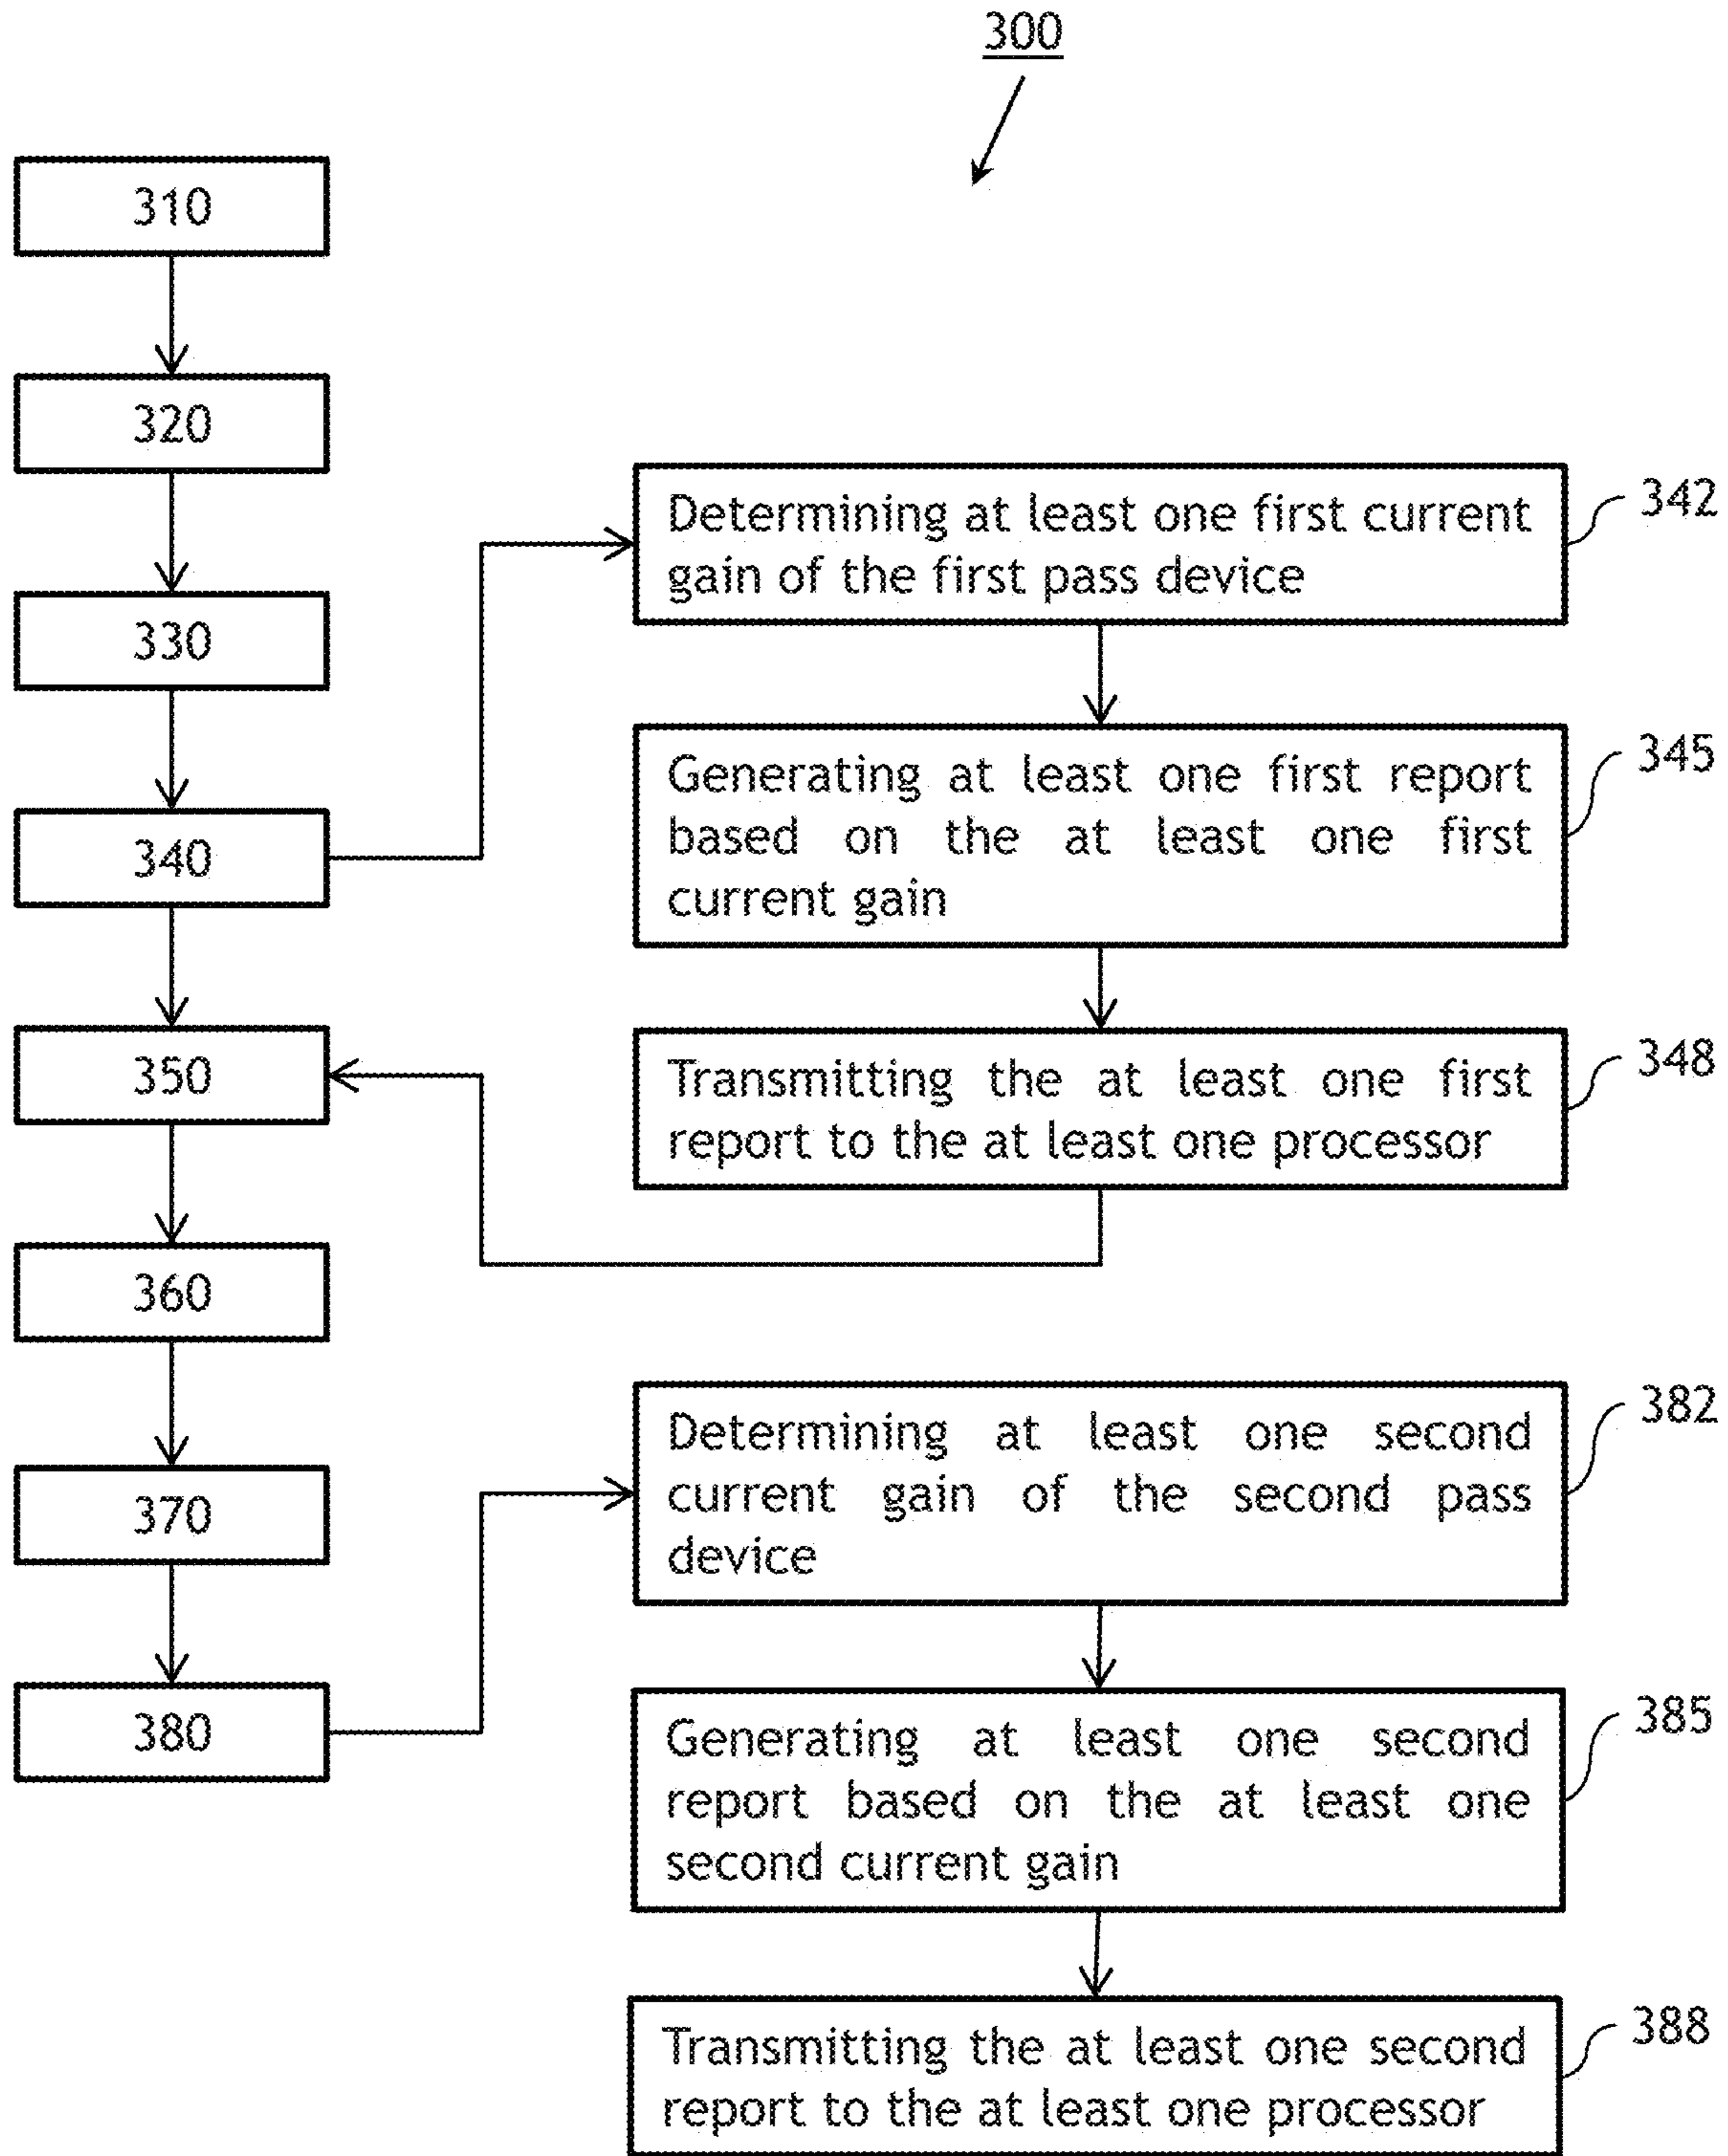 300
310
320
330
340
350
360
370
380
Determining at least one first current
gain of the first pass device
342
Generating at least one first report
based on the at least one first
current gain
345
Transmitting the at least one first
report to the at least one processor
348
Determining at least one second
current gain of the second pass
device
382
Generating at least one second
report based on the at least one
second current gain
385
Transmitting the at least one second
report to the at least one processor
388